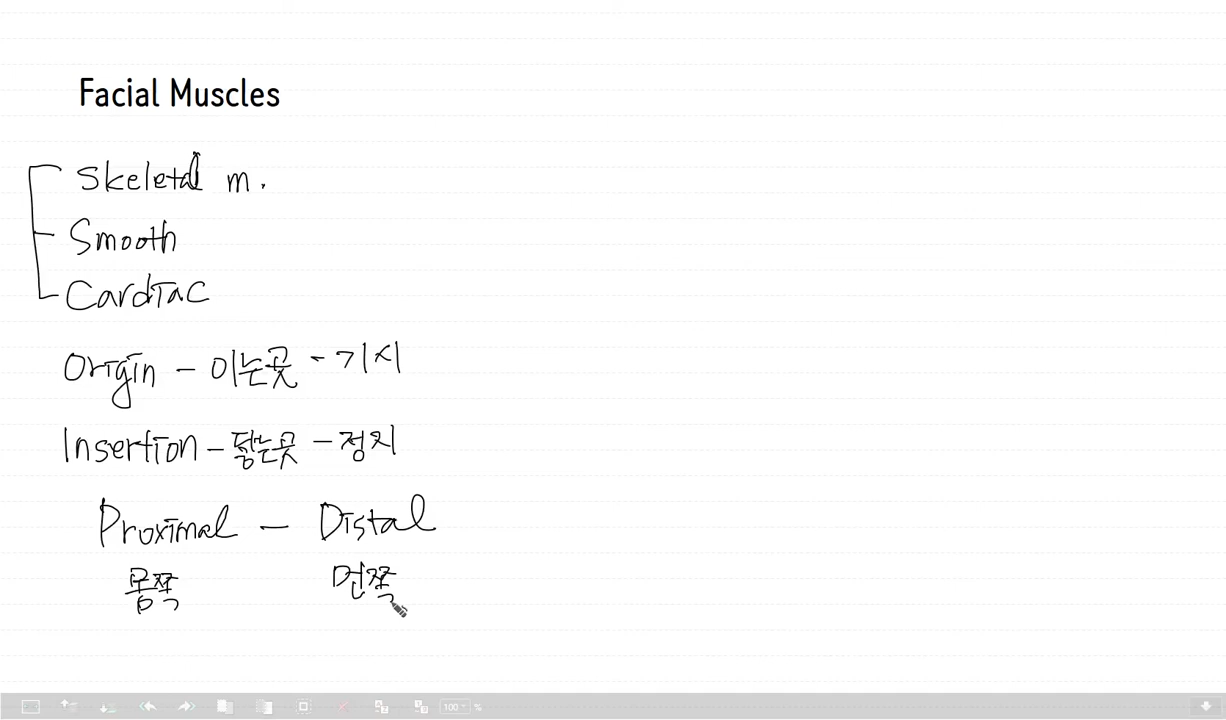 Facial Muscles
Skeletal m.
Smooth
Cardiac
Origin - 이는곳 - 기시
Insertion - 닿는곳 - 정지
Proximal - Distal
몸쪽 먼쪽
100 %